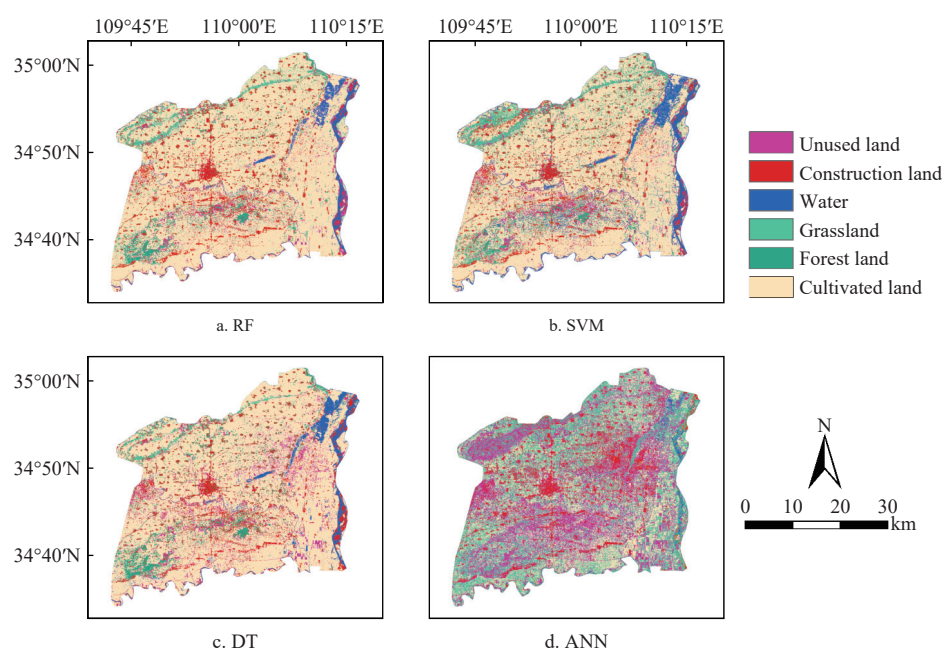 109°45′E 110°00′E 110°15′E 109°45′E 110°00′E 110°15′E
35°00′N
34°50′N
34°40′N
Unused land
Construction land
Water
Grassland
Forest land
Cultivated land
a. RF b. SVM
35°00′N
34°50′N
34°40′N
N
0 10 20 30
km
c. DT d. ANN